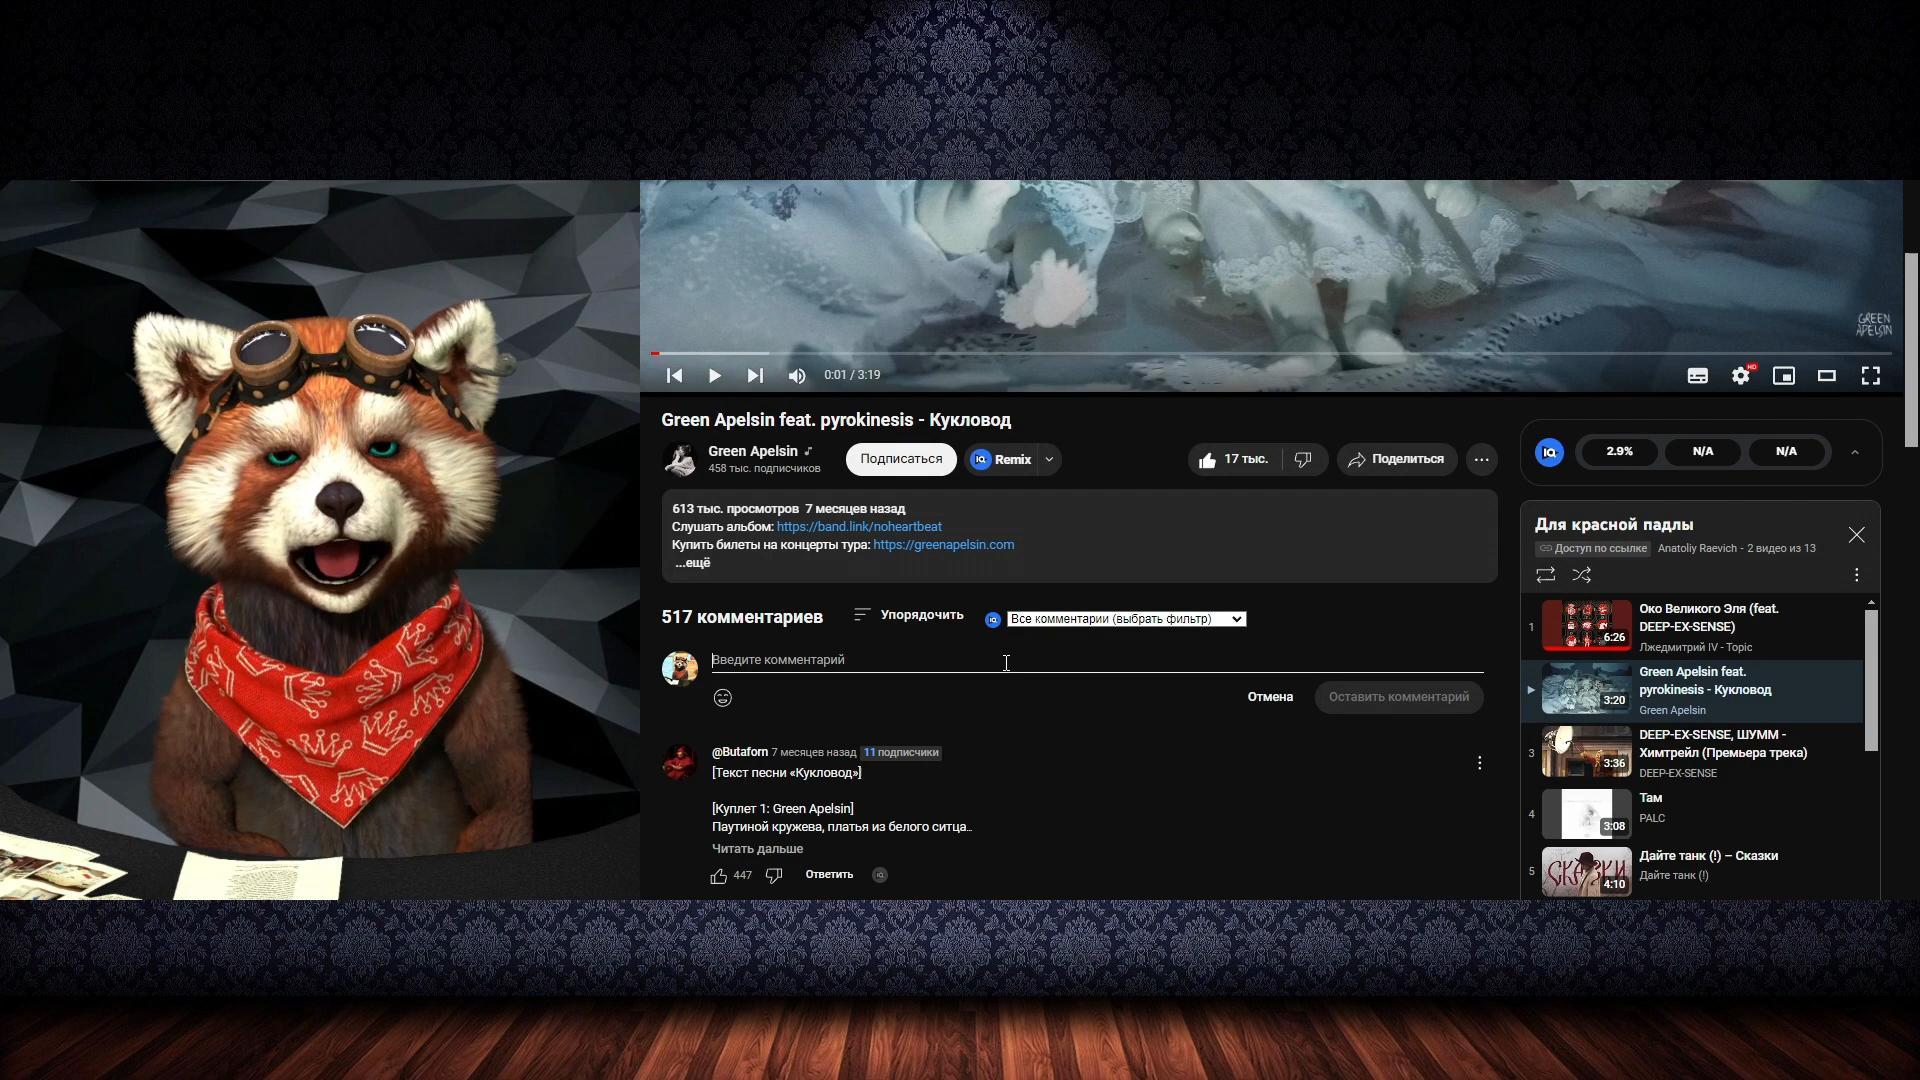 GREEN
APELSIN
0:01 / 3:19
HD
Green Apelsin feat. pyrokinesis - Кукловод
Green Apelsin
458 тыс. подписчиков
Подписаться
Remix
17 тыс.
Поделиться
613 тыс. просмотров 7 месяцев назад
Слушать альбом: https://band.link/noheartbeat
Купить билеты на концерты тура: https://greenapelsin.com
...ещё
517 комментариев
Упорядочить
Все комментарии (выбрать фильтр)
Введите комментарий
Отмена
Оставить комментарий
@Butaforn 7 месяцев назад 11 подписчики
[Текст песни «Кукловод»]
[Куплет 1: Green Apelsin]
Паутиной кружева, платья из белого ситца...
Читать дальше
447
Ответить
2.9%
N/A
N/A
Для красной падлы
Доступ по ссылке Anatoliy Raevich - 2 видео из 13
1
6:26
Око Великого Эля (feat.
DEEP-EX-SENSE)
Лжедмитрий IV - Topic
3:20
Green Apelsin feat.
pyrokinesis - Кукловод
Green Apelsin
3
3:36
DEEP-EX-SENSE, ШУММ -
Химтрейл (Премьера трека)
DEEP-EX-SENSE
4
3:08
Там
PALC
5
СКАЗКИ
4:10
Дайте танк (!) – Сказки
Дайте танк (!)